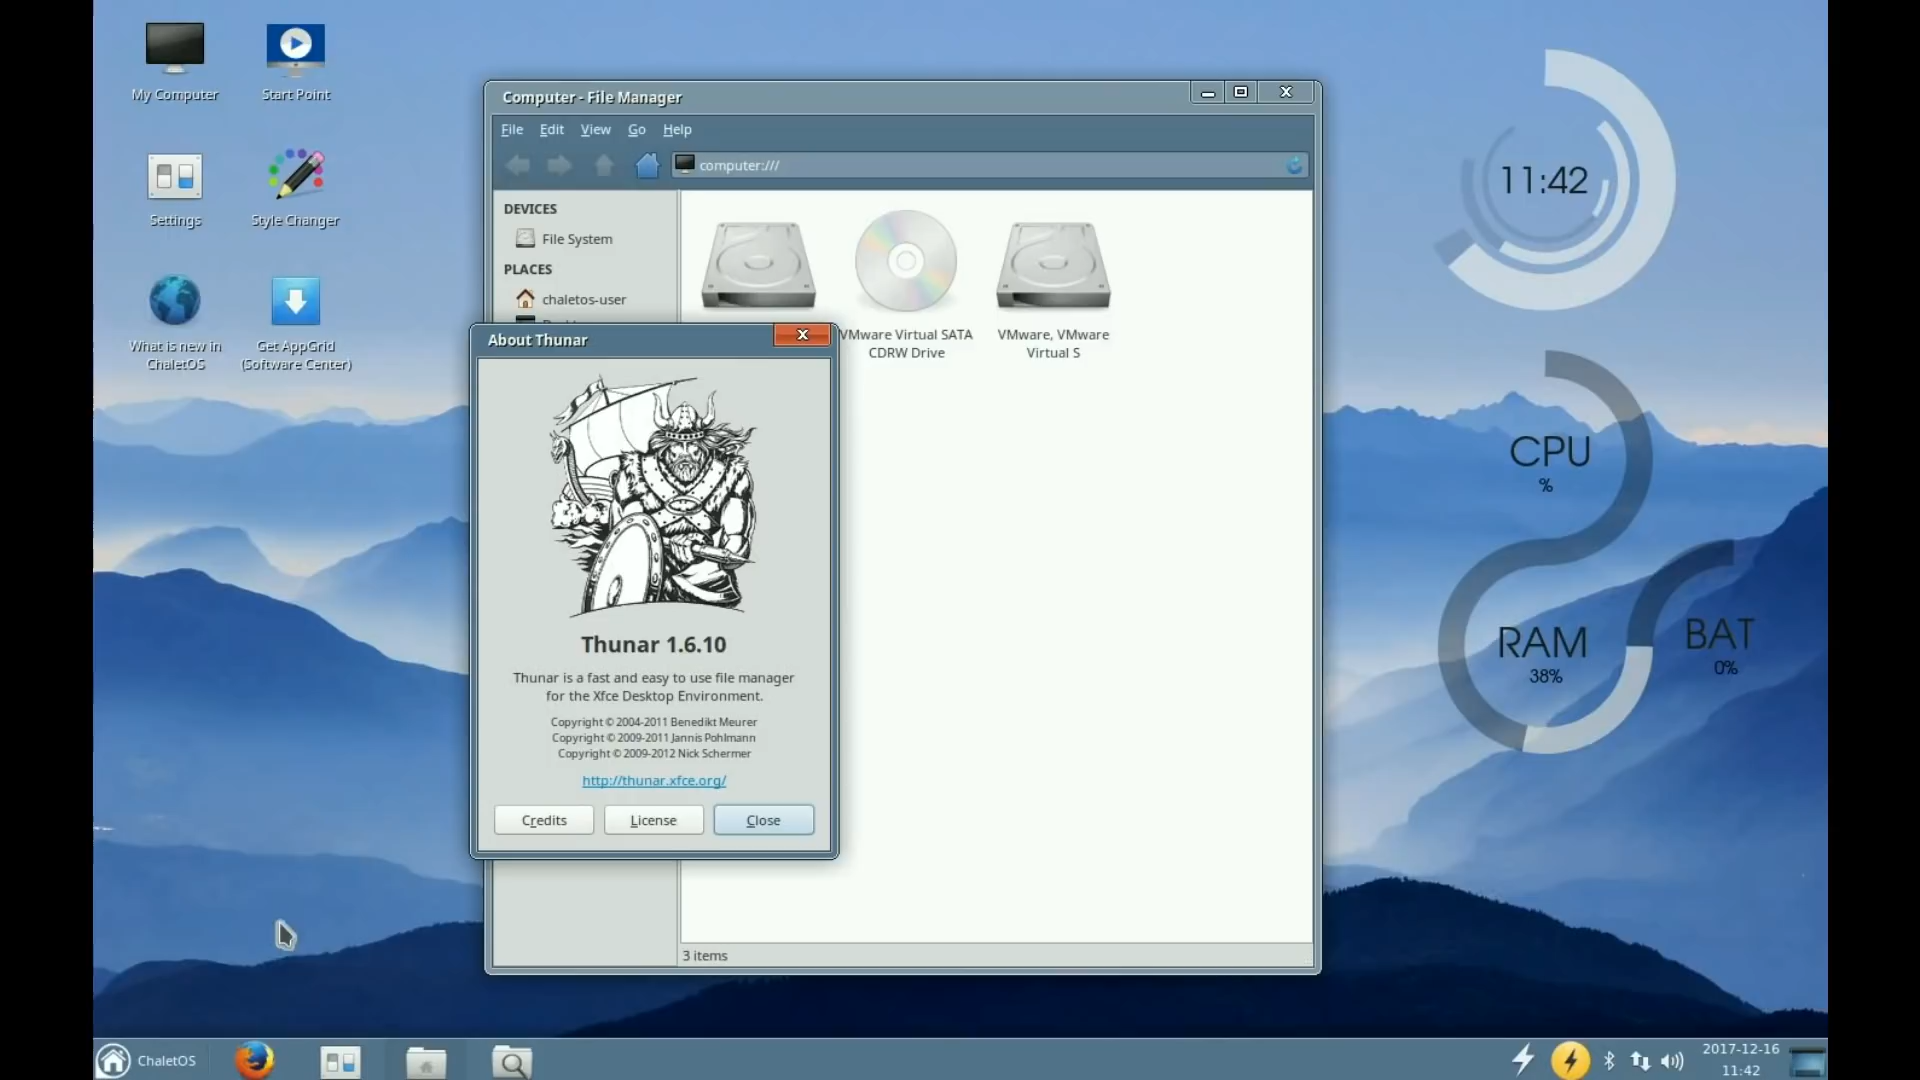 My Computer
Start Point
Settings
Style Changer
What is new in
ChaletOS
Get AppGrid
(Software Center)
Computer - File Manager
File Edit View Go Help
computer:///
DEVICES
File System
PLACES
chaletos-user
VMware Virtual SATA
CDRW Drive
VMware, VMware
Virtual S
About Thunar
Thunar 1.6.10
Thunar is a fast and easy to use file manager
for the Xfce Desktop Environment.
Copyright © 2004-2011 Benedikt Meurer
Copyright © 2009-2011 Jannis Pohlmann
Copyright © 2009-2012 Nick Schermer
http://thunar.xfce.org/
Credits License Close
3 items
11:42
CPU
%
RAM
38%
BAT
0%
ChaletOS
2017-12-16
11:42